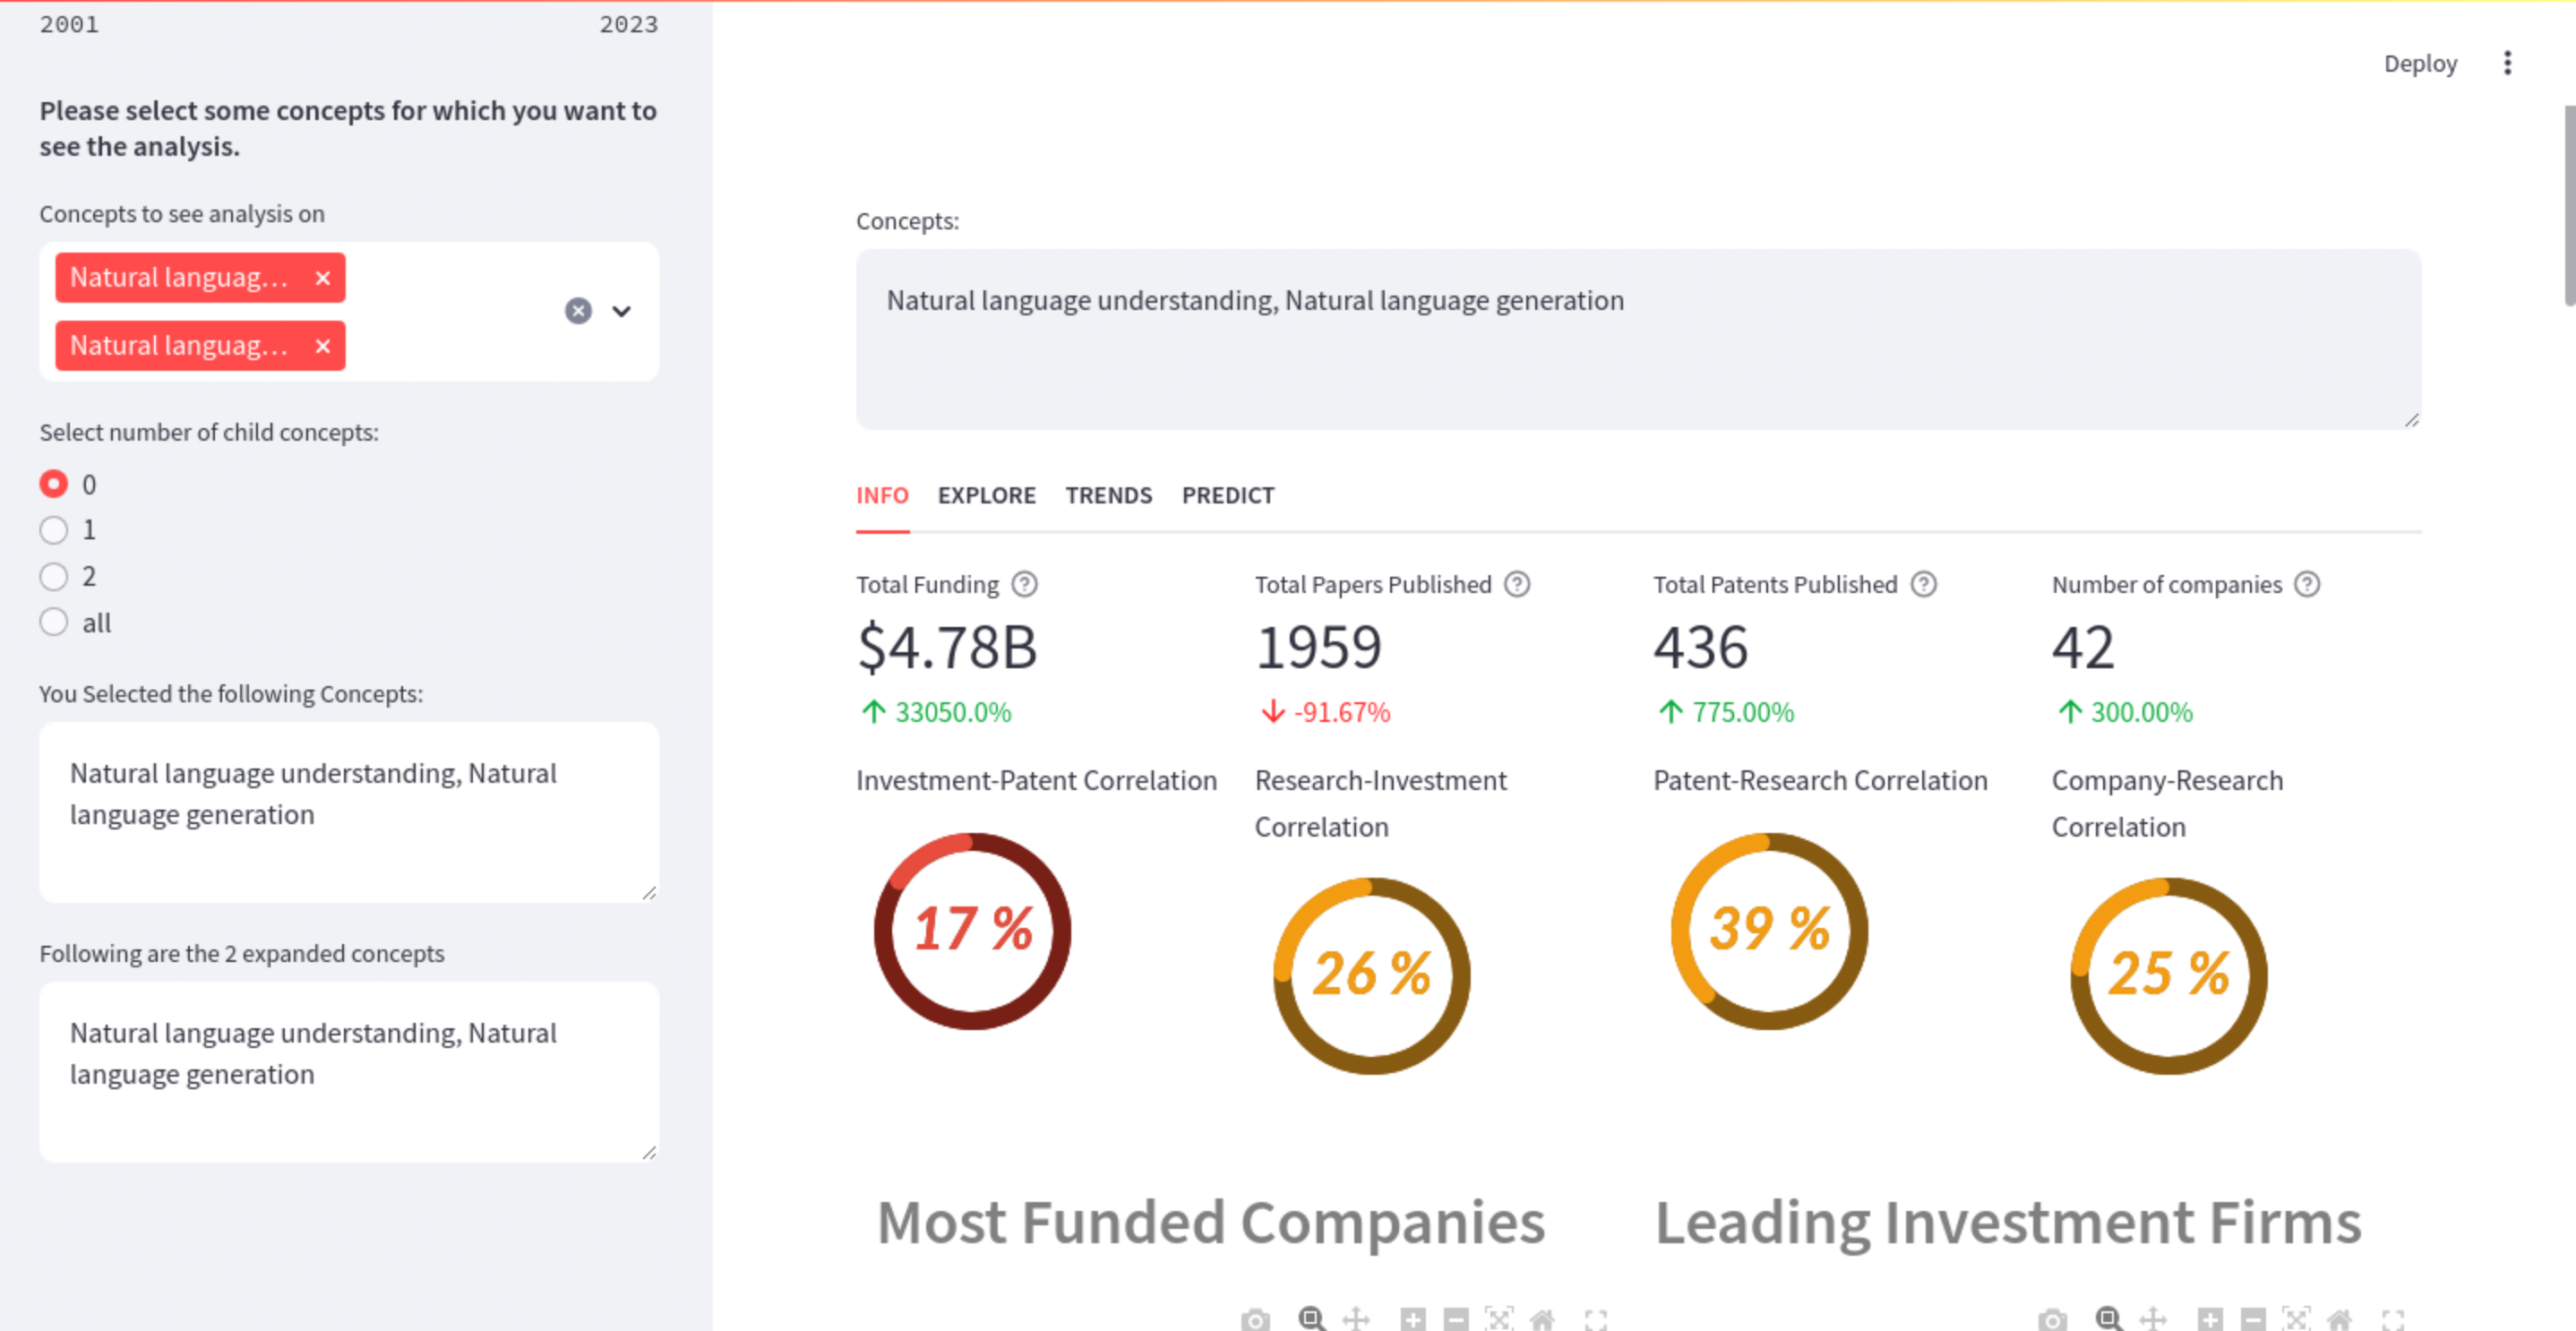 2001 2023
Please select some concepts for which you want to
see the analysis.
Concepts to see analysis on
Natural languag...
Natural languag...
Select number of child concepts:
0
1
2
all
You Selected the following Concepts:
Natural language understanding, Natural
language generation
Following are the 2 expanded concepts
Natural language understanding, Natural
language generation
Deploy
Concepts:
Natural language understanding, Natural language generation
INFO EXPLORE TRENDS PREDICT
Total Funding
$4.78B
33050.0%
Total Papers Published
1959
-91.67%
Total Patents Published
436
775.00%
Number of companies
42
300.00%
Investment-Patent Correlation
17 %
Research-Investment
Correlation
26 %
Patent-Research Correlation
39 %
Company-Research
Correlation
25 %
Most Funded Companies
Leading Investment Firms